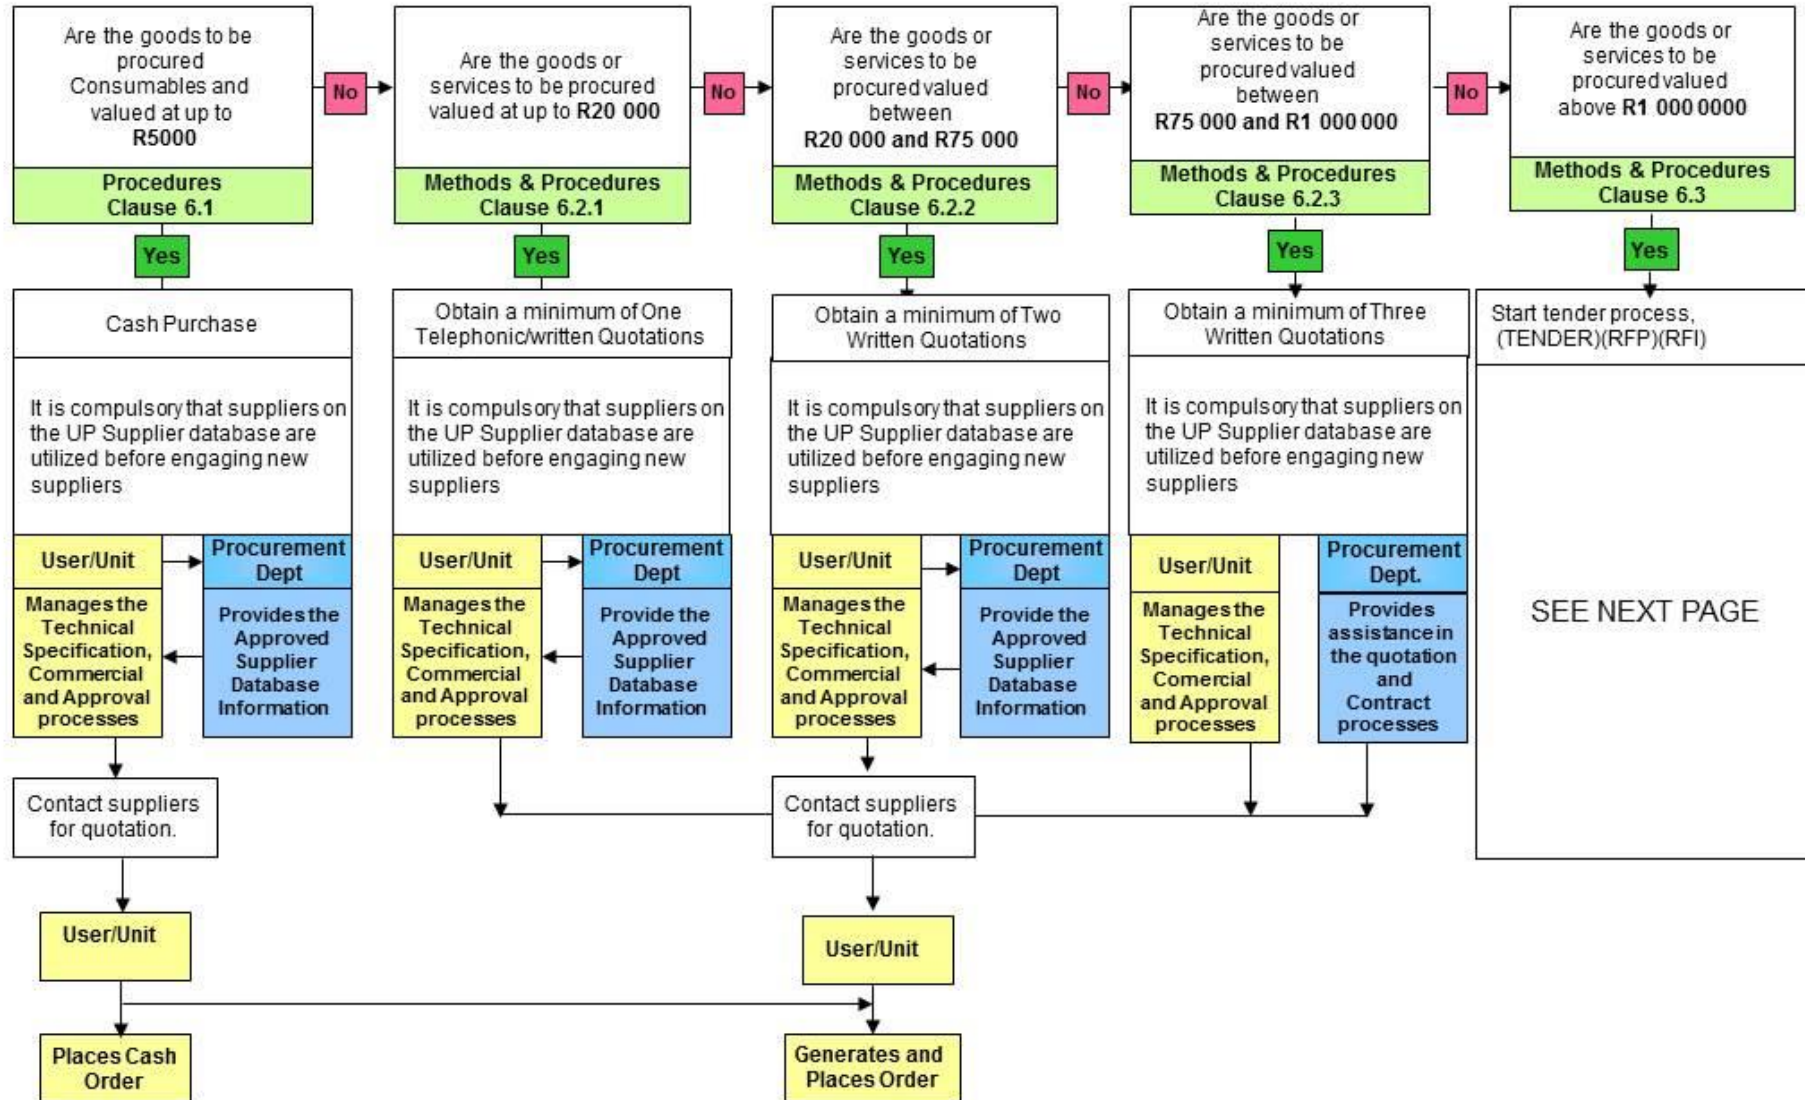 Are the goods to be
procured
Consumables and
valued at up to
R5000
Procedures
Clause 6.1
No
Are the goods or
services to be procured
valued at up to R20 000
Methods & Procedures
Clause 6.2.1
No
Are the goods or
services to be
procured valued
between
R20 000 and R75 000
Methods & Procedures
Clause 6.2.2
No
Are the goods or
services to be
procured valued
between
R75 000 and R1 000 000
Methods & Procedures
Clause 6.2.3
No
Are the goods or
services to be
procured valued
above R1 000 0000
Methods & Procedures
Clause 6.3
Yes
Yes
Yes
Yes
Yes
Cash Purchase
It is compulsory that suppliers on
the UP Supplier database are
utilized before engaging new
suppliers
User/Unit
Manages the
Technical
Specification,
Commercial
and Approval
processes
Procurement
Dept
Provides the
Approved
Supplier
Database
Information
Obtain a minimum of One
Telephonic/written Quotations
It is compulsory that suppliers on
the UP Supplier database are
utilized before engaging new
suppliers
User/Unit
Manages the
Technical
Specification,
Commercial
and Approval
processes
Procurement
Dept
Provide the
Approved
Supplier
Database
Information
Obtain a minimum of Two
Written Quotations
It is compulsory that suppliers on
the UP Supplier database are
utilized before engaging new
suppliers
User/Unit
Manages the
Technical
Specification,
Commercial
and Approval
processes
Procurement
Dept
Provide the
Approved
Supplier
Database
Information
Obtain a minimum of Three
Written Quotations
It is compulsory that suppliers on
the UP Supplier database are
utilized before engaging new
suppliers
User/Unit
Manages the
Technical
Specification,
Comercial
and Approval
processes
Procurement
Dept.
Provides
assistance in
the quotation
and
Contract
processes
Start tender process,
(TENDER)(RFP)(RFI)
SEE NEXT PAGE
Contact suppliers
for quotation.
Contact suppliers
for quotation.
User/Unit
User/Unit
Places Cash
Order
Generates and
Places Order